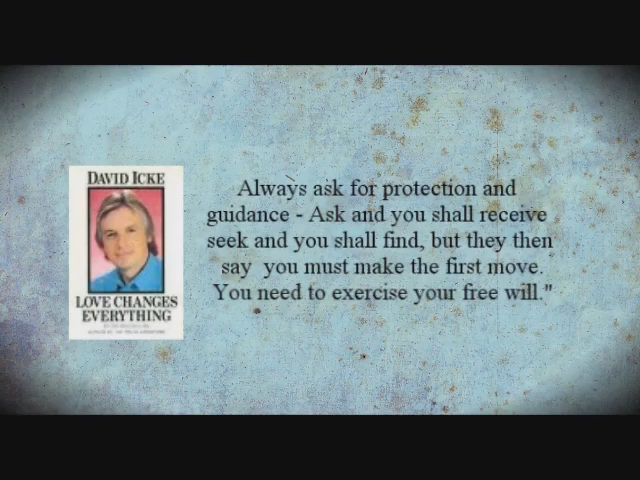 DAVID ICKE
LOVE CHANGES
EVERYTHING
Always ask for protection and
guidance - Ask and you shall receive
seek and you shall find, but they then
say you must make the first move.
You need to exercise your free will."